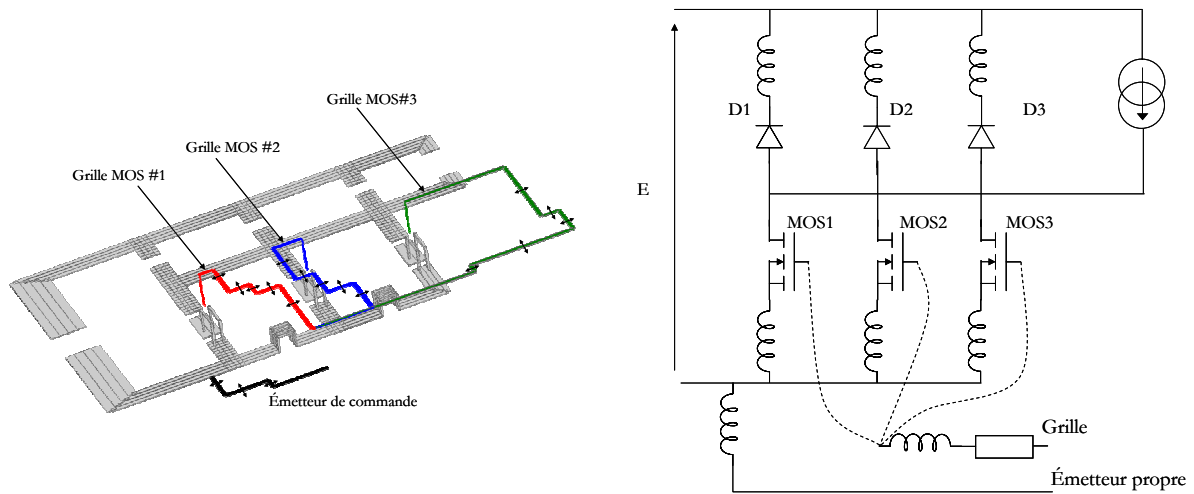 Grille MOS#3
Grille MOS #2
Grille MOS #1
Émetteur de commande
D1
D2
D3
E
MOS1
MOS2
MOS3
Grille
Émetteur propre